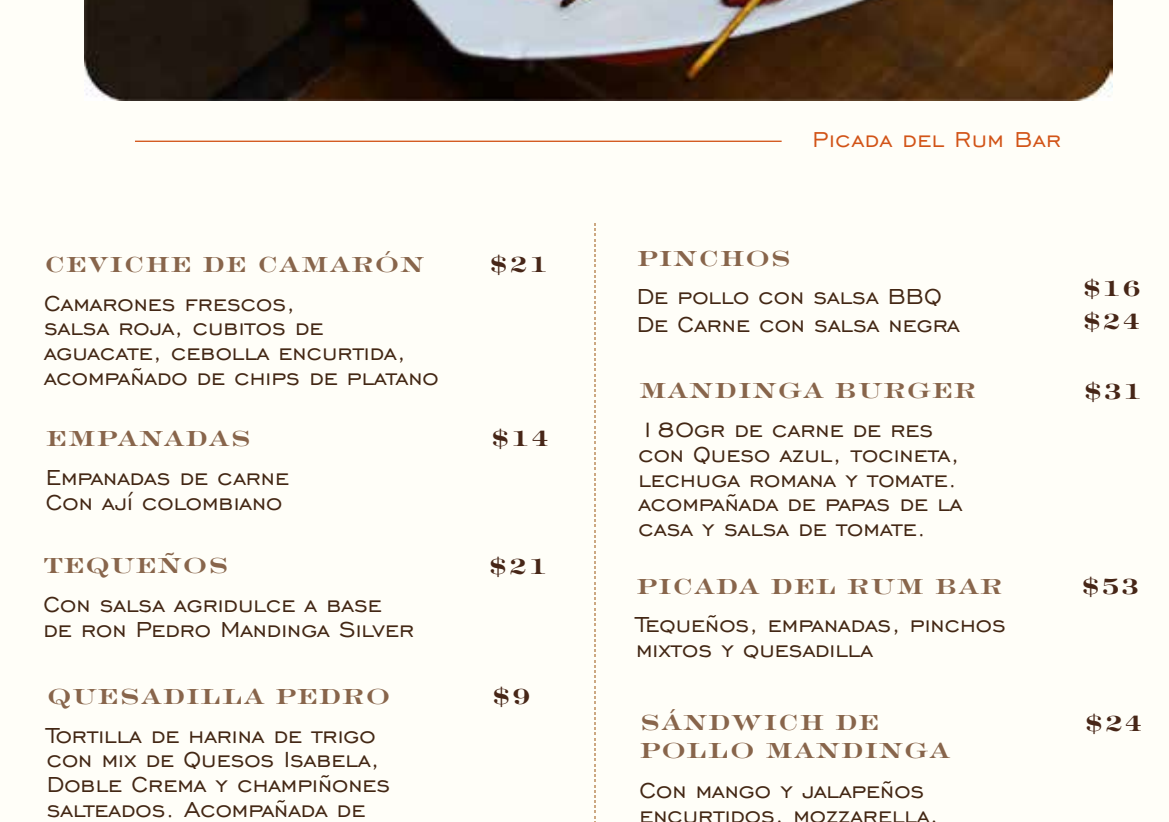 Picada del Rum Bar
CEVICHE DE CAMARÓN $21
Camarones frescos,
salsa roja, cubitos de
aguacate, cebolla encurtida,
acompañado de chips de platano
EMPANADAS $14
Empanadas de carne
Con ají colombiano
TEQUEÑOS $21
Con salsa agridulce a base
de ron Pedro Mandinga Silver
QUESADILLA PEDRO $9
Tortilla de harina de trigo
con mix de Quesos Isabela,
Doble Crema y champiñones
salteados. Acompañada de
PINCHOS
De pollo con salsa BBQ $16
De Carne con salsa negra $24
MANDINGA BURGER $31
180gr de carne de res
con Queso azul, tocineta,
lechuga romana y tomate.
acompañada de papas de la
casa y salsa de tomate.
PICADA DEL RUM BAR $53
Tequeños, empanadas, pinchos
mixtos y quesadilla
SÁNDWICH DE $24
POLLO MANDINGA
Con mango y jalapeños
encurtidos, mozzarella,